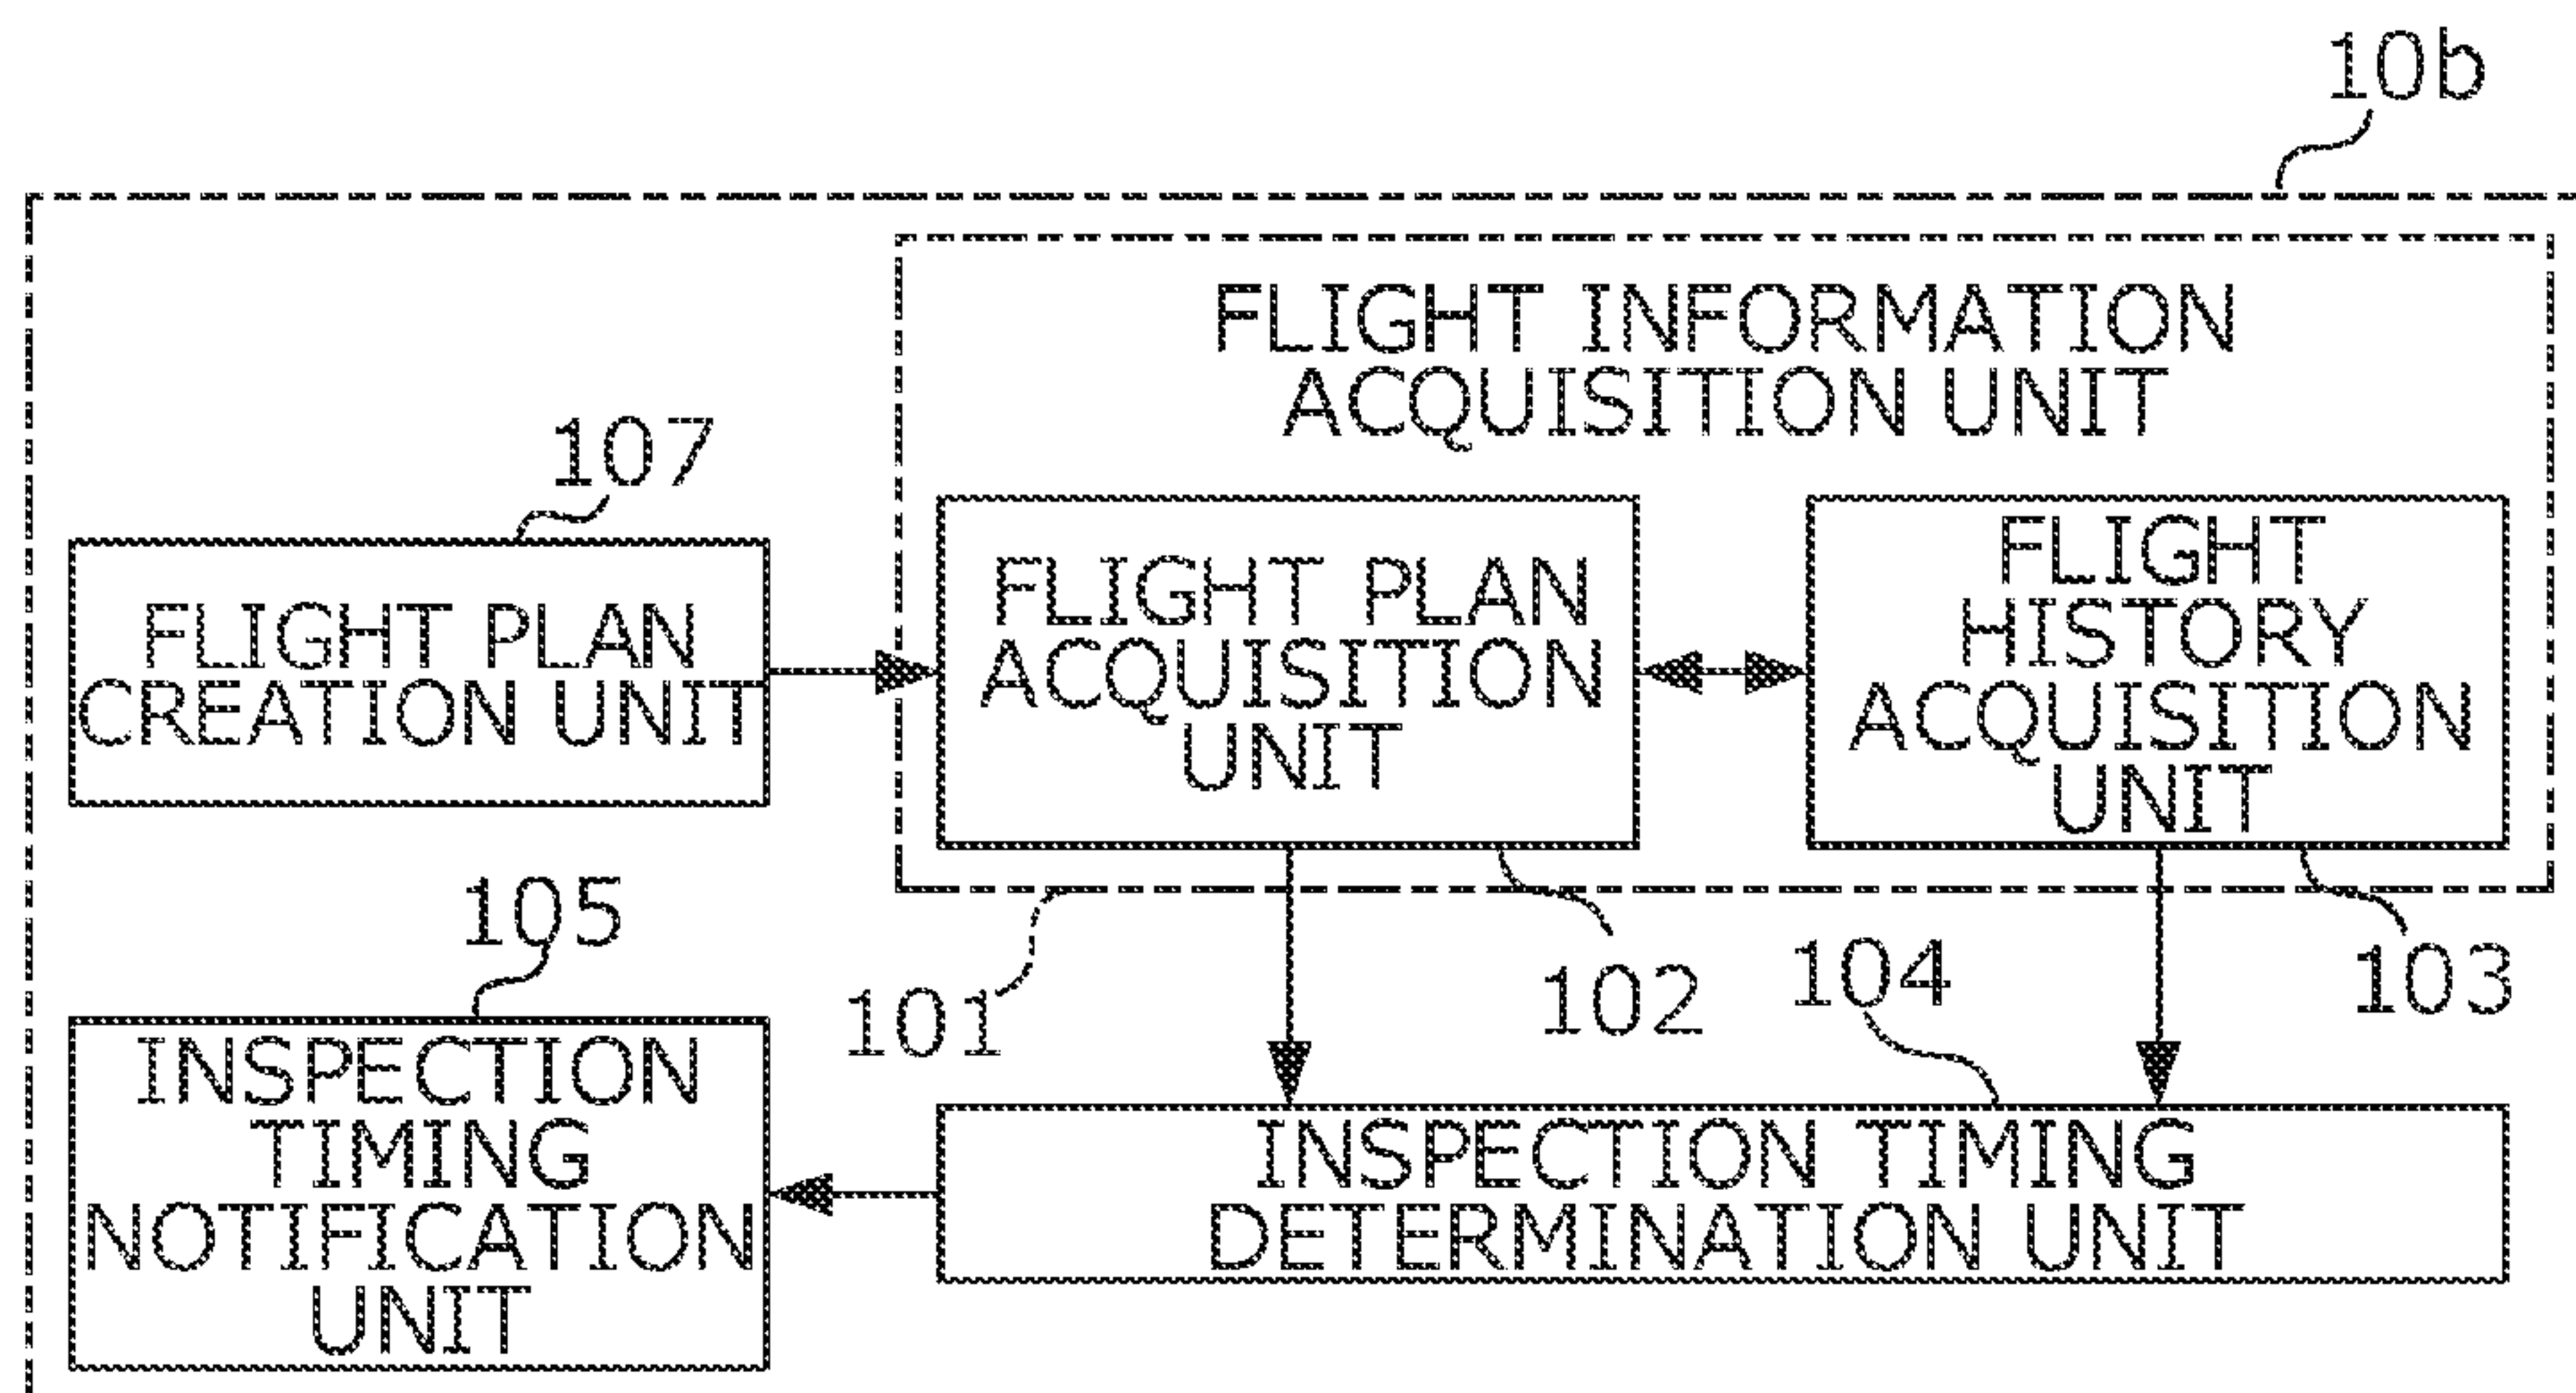 10b
FLIGHT INFORMATION
ACQUISITION UNIT
107
FLIGHT PLAN
CREATION UNIT
FLIGHT PLAN
ACQUISITION
UNIT
FLIGHT
HISTORY
ACQUISITION
UNIT
105
101
102
104
103
INSPECTION
TIMING
NOTIFICATION
UNIT
INSPECTION TIMING
DETERMINATION UNIT